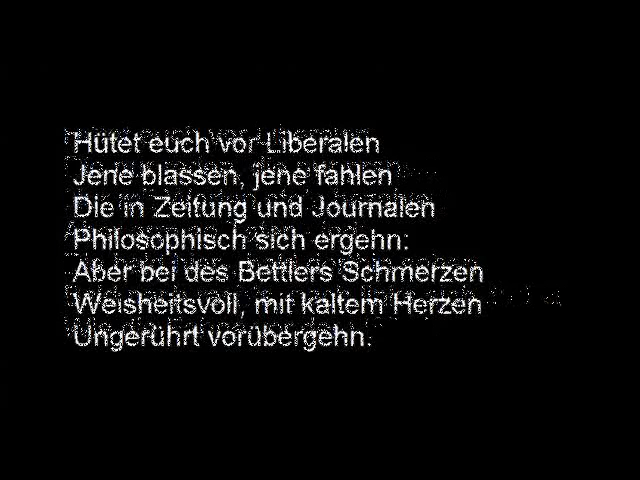 Hütet euch vor Liberalen
Jene blassen, jene fahlen
Die in Zeitung und Journalen
Philosophisch sich ergehn:
Aber bei des Bettlers Schmerzen
Weisheitsvoll, mit kaltem Herzen
Ungerührt vorübergehn.